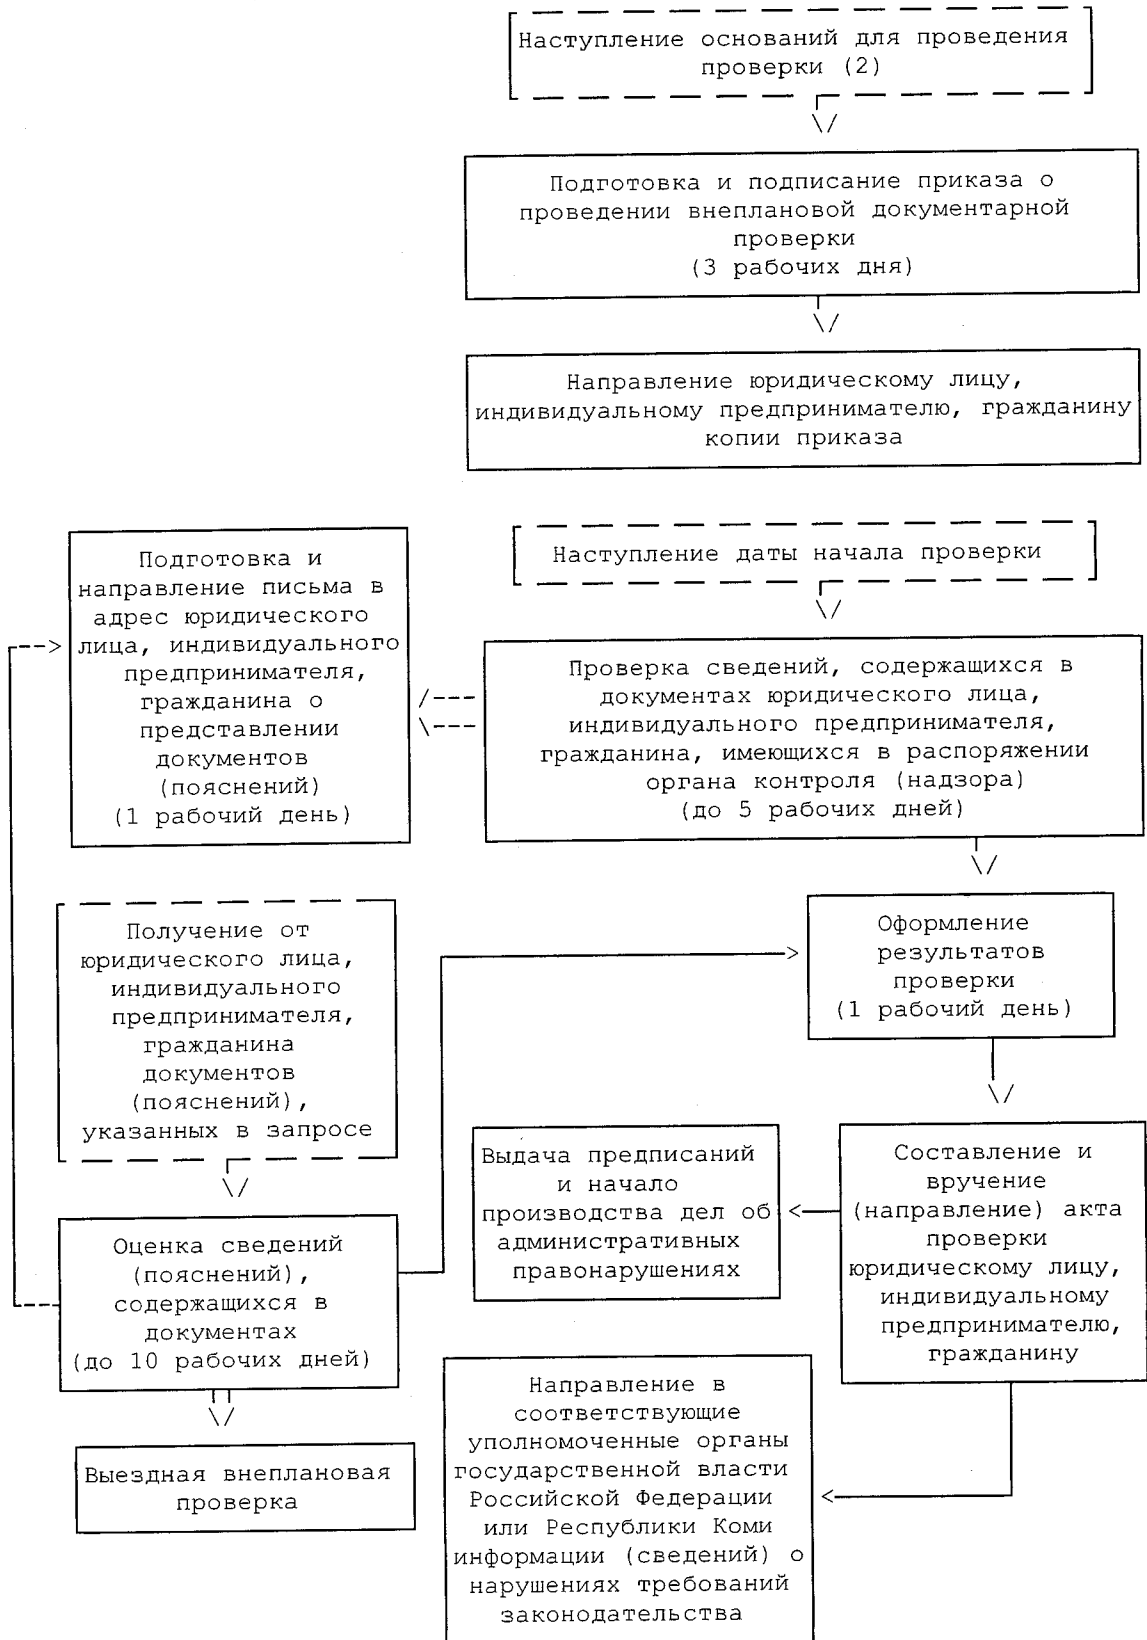 Наступление оснований для проведения
проверки (2)
\/
Подготовка и подписание приказа о
проведении внеплановой документарной
проверки
(3 рабочих дня)
\/
Направление юридическому лицу,
индивидуальному предпринимателю, гражданину
копии приказа
Подготовка и
направление письма в
адрес юридического
лица, индивидуального
предпринимателя,
гражданина о
представлении
документов
(пояснений)
(1 рабочий день)
Наступление даты начала проверки
\/
Проверка сведений, содержащихся в
документах юридического лица,
индивидуального предпринимателя,
гражданина, имеющихся в распоряжении
органа контроля (надзора)
(до 5 рабочих дней)
\/
Получение от
юридического лица,
индивидуального
предпринимателя,
гражданина
документов
(пояснений),
указанных в запросе
\/
Оформление
результатов
проверки
(1 рабочий день)
\/
Оценка сведений
(пояснений),
содержащихся в
документах
(до 10 рабочих дней)
\/
Выездная внеплановая
проверка
Выдача предписаний
и начало
производства дел об
административных
правонарушениях
Составление и
вручение
(направление) акта
проверки
юридическому лицу,
индивидуальному
предпринимателю,
гражданину
Направление в
соответствующие
уполномоченные органы
государственной власти
Российской Федерации
или Республики Коми
информации (сведений) о
нарушениях требований
законодательства